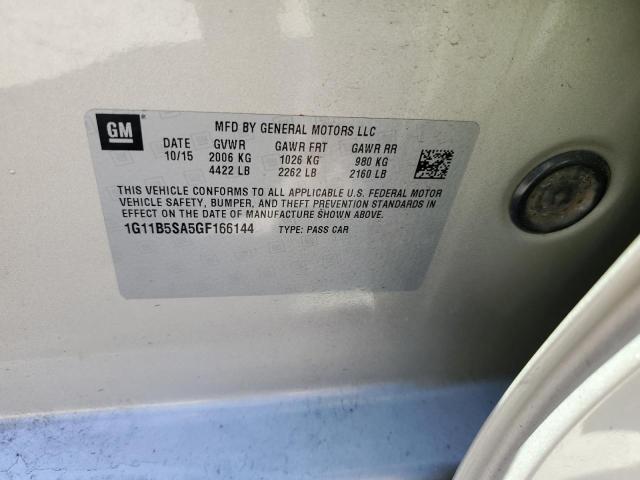 GM
MFD BY GENERAL MOTORS LLC
DATE GVWR GAWR FRT GAWR RR
10/15 2006 KG 1026 KG 980 KG
4422 LB 2262 LB 2160 LB
THIS VEHICLE CONFORMS TO ALL APPLICABLE U.S. FEDERAL MOTOR
VEHICLE SAFETY, BUMPER, AND THEFT PREVENTION STANDARDS IN
EFFECT ON THE DATE OF MANUFACTURE SHOWN ABOVE.
1G11B5SA5GF166144 TYPE: PASS CAR